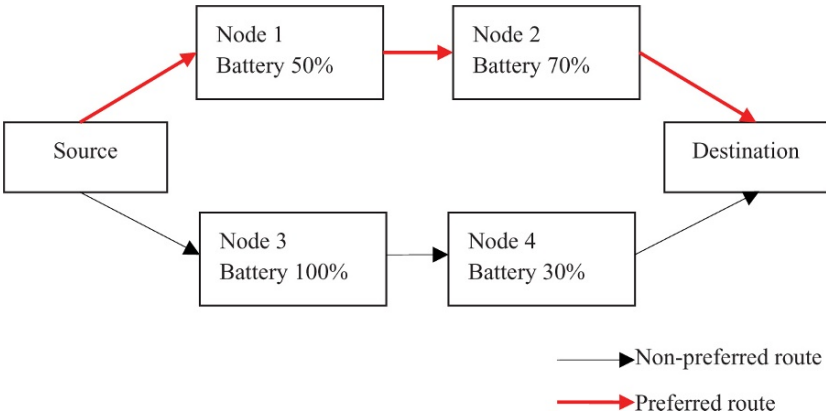 Node 1
Battery 50%
Node 2
Battery 70%
Source
Destination
Node 3
Battery 100%
Node 4
Battery 30%
Non-preferred route
Preferred route